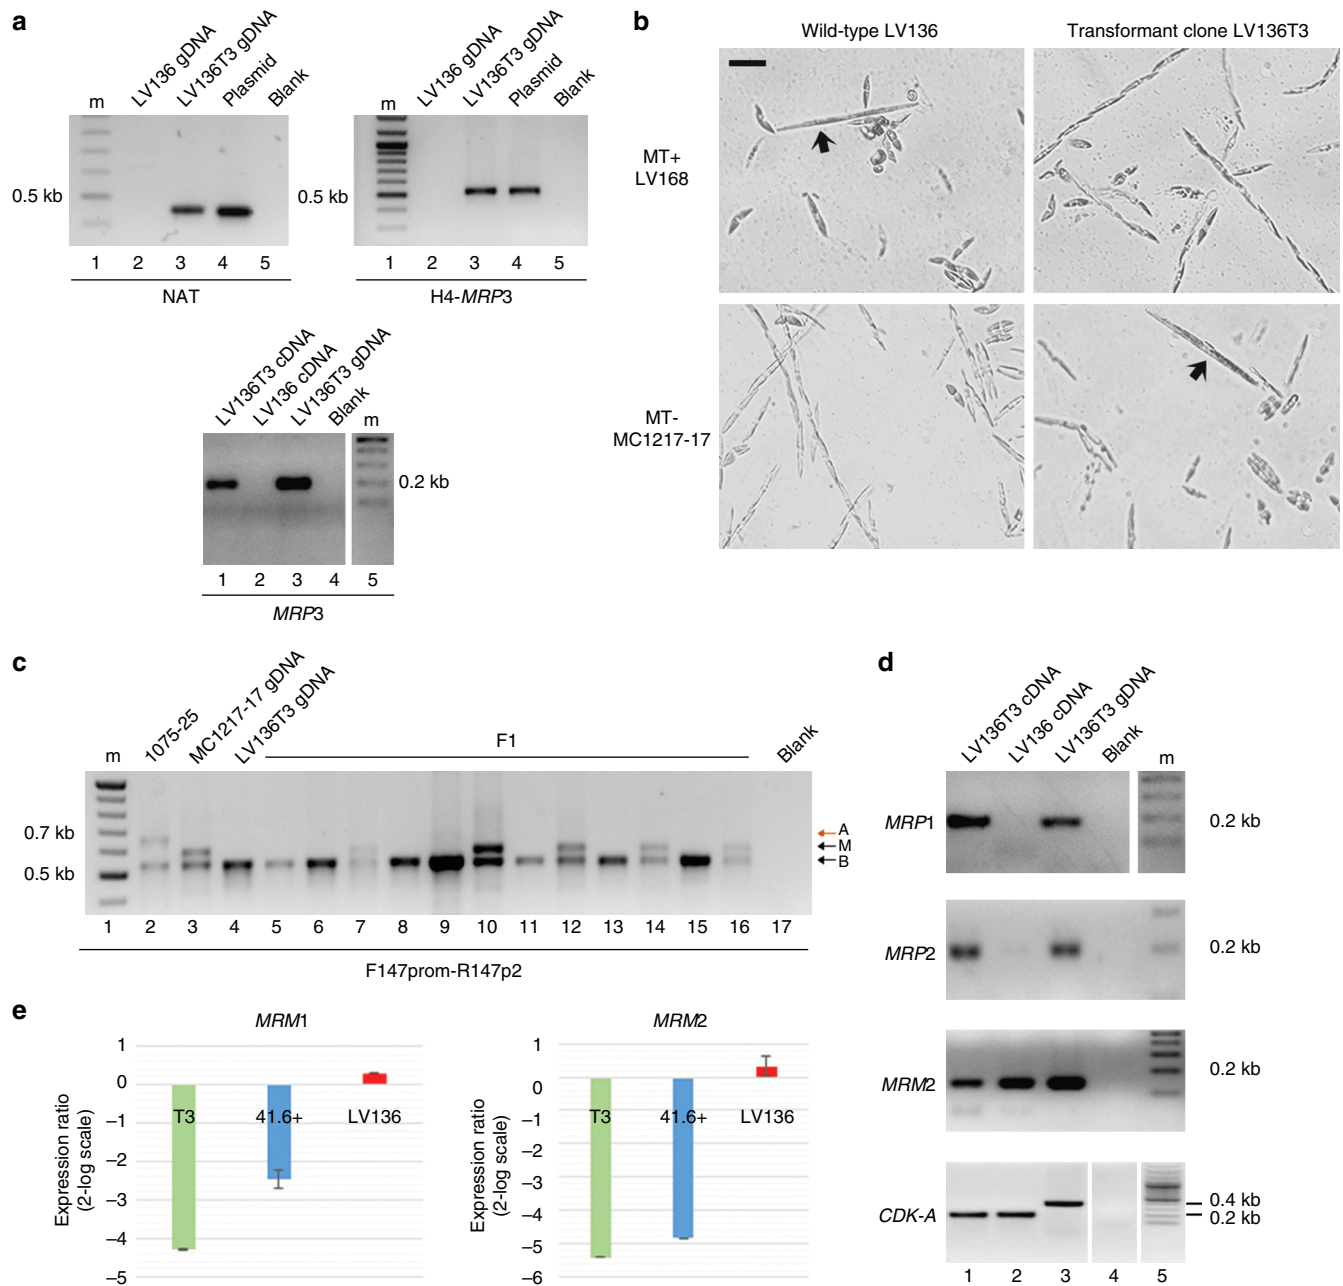 a
LV136 gDNA
LV136T3 gDNA
Plasmid
Blank
m
0.5 kb
1 2 3 4 5
NAT
LV136 gDNA
LV136T3 gDNA
Plasmid
Blank
m
0.5 kb
1 2 3 4 5
H4-MRP3
LV136T3 cDNA
LV136 cDNA
LV136T3 gDNA
Blank
m
0.2 kb
1 2 3 4 5
MRP3
b
Wild-type LV136
Transformant clone LV136T3
MT+
LV168
MT-
MC1217-17
c
1075-25
MC1217-17 gDNA
LV136T3 gDNA
F1
Blank
m
0.7 kb
0.5 kb
A
M
B
1 2 3 4 5 6 7 8 9 10 11 12 13 14 15 16 17
F147prom-R147p2
d
LV136T3 cDNA
LV136 cDNA
LV136T3 gDNA
Blank
m
MRP1
0.2 kb
MRP2
0.2 kb
MRM2
0.2 kb
CDK-A
0.4 kb
0.2 kb
1 2 3 4 5
e
MRM1
Expression ratio
(2-log scale)
1
0
–1
–2
–3
–4
–5
T3
41.6+
LV136
MRM2
Expression ratio
(2-log scale)
1
0
–1
–2
–3
–4
–5
–6
T3
41.6+
LV136